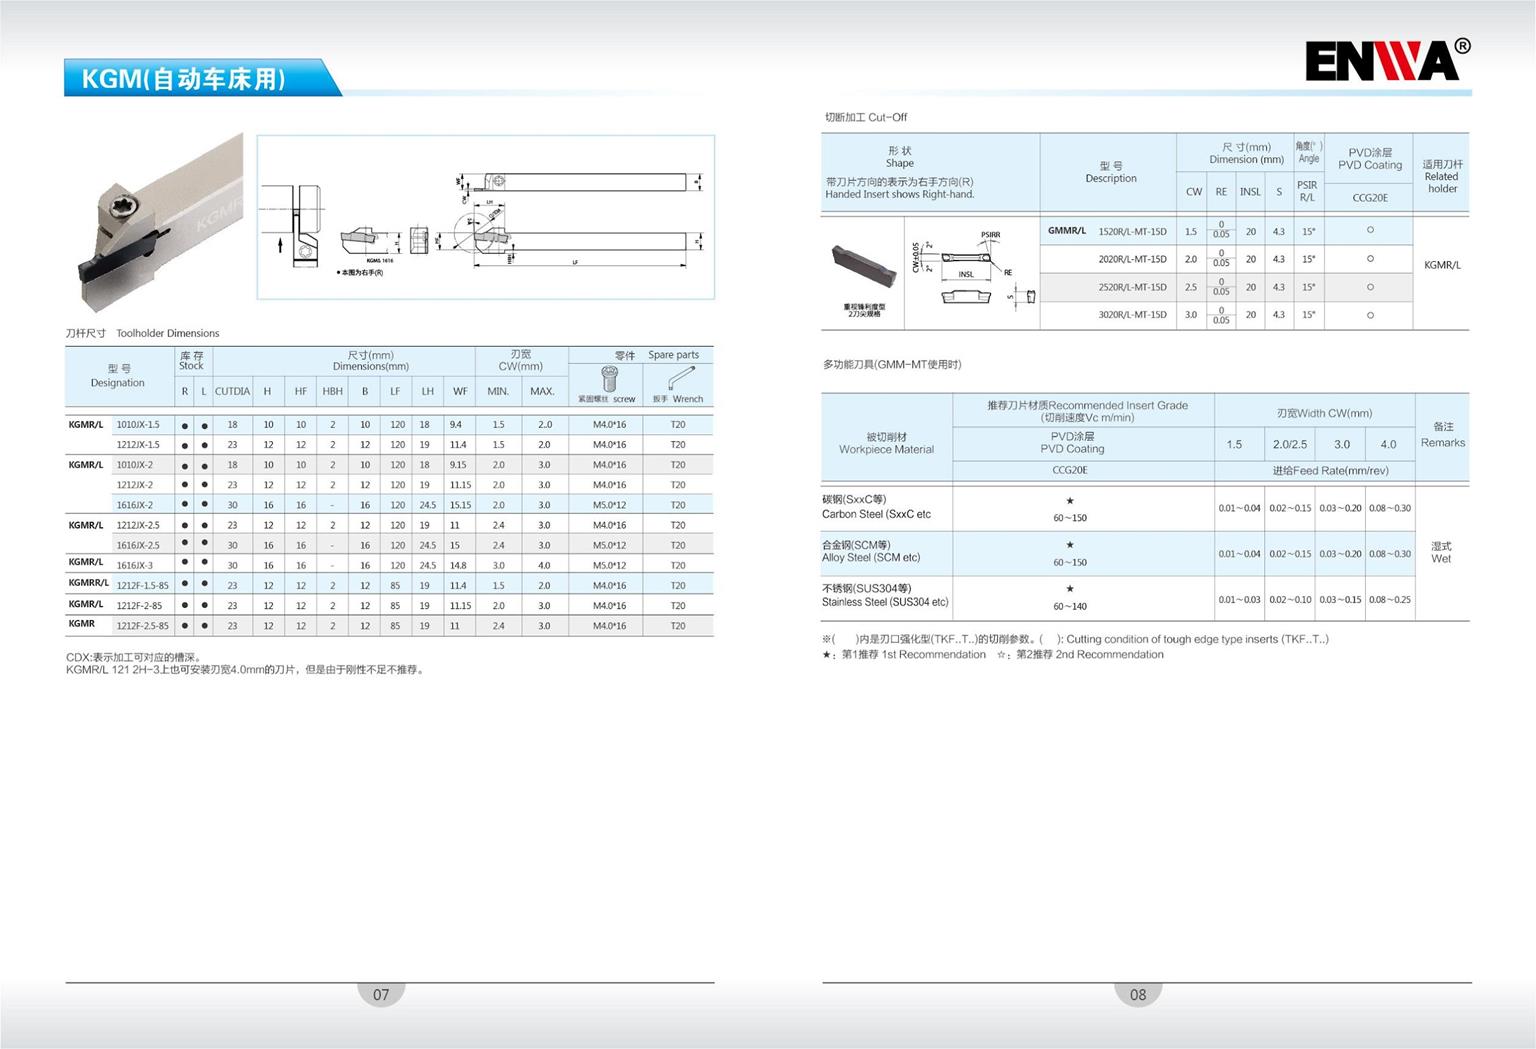 KGM(自动车床用)
ENWA®
KGMR
WF
CW
LH
CUTDIA
B
HF
H
HBH
LF
KGML 1616
●本图为右手(R)
刀杆尺寸 Toolholder Dimensions
型号 Designation 库存 Stock 尺寸(mm) Dimensions(mm) 刃宽 CW(mm) 零件 Spare parts
R L CUTDIA H HF HBH B LF LH WF MIN. MAX. 紧固螺丝 screw 扳手 Wrench
KGMR/L 1010JX-1.5 ● ● 18 10 10 2 10 120 18 9.4 1.5 2.0 M4.0*16 T20
1212JX-1.5 ● ● 23 12 12 2 12 120 19 11.4 1.5 2.0 M4.0*16 T20
KGMR/L 1010JX-2 ● ● 18 10 10 2 10 120 18 9.15 2.0 3.0 M4.0*16 T20
1212JX-2 ● ● 23 12 12 2 12 120 19 11.15 2.0 3.0 M4.0*16 T20
1616JX-2 ● ● 30 16 16 - 16 120 24.5 15.15 2.0 3.0 M5.0*12 T20
KGMR/L 1212JX-2.5 ● ● 23 12 12 2 12 120 19 11 2.4 3.0 M4.0*16 T20
1616JX-2.5 ● ● 30 16 16 - 16 120 24.5 15 2.4 3.0 M5.0*12 T20
KGMR/L 1616JX-3 ● ● 30 16 16 - 16 120 24.5 14.8 3.0 4.0 M5.0*12 T20
KGMRR/L 1212F-1.5-85 ● ● 23 12 12 2 12 85 19 11.4 1.5 2.0 M4.0*16 T20
KGMR/L 1212F-2-85 ● ● 23 12 12 2 12 85 19 11.15 2.0 3.0 M4.0*16 T20
KGMR 1212F-2.5-85 ● ● 23 12 12 2 12 85 19 11 2.4 3.0 M4.0*16 T20
CDX:表示加工可对应的槽深。
KGMR/L 121 2H-3上也可安装刃宽4.0mm的刀片，但是由于刚性不足不推荐。
07
切断加工 Cut-Off
形状 Shape 型号 Description 尺寸(mm) Dimension (mm) 角度(°) Angle PVD涂层 PVD Coating 适用刀杆 Related holder
带刀片方向的表示为右手方向(R)
Handed Insert shows Right-hand.
CW RE INSL S PSIR R/L CCG20E
GMMR/L 1520R/L-MT-15D 1.5 0 0.05 20 4.3 15° ○
2020R/L-MT-15D 2.0 0 0.05 20 4.3 15° ○
KGMR/L
2520R/L-MT-15D 2.5 0 0.05 20 4.3 15° ○
3020R/L-MT-15D 3.0 0 0.05 20 4.3 15° ○
PSIRR
CW±0.05
2°
2°
RE
INSL
S
重视锋利度型
2刀尖规格
多功能刀具(GMM-MT使用时)
被切削材 Workpiece Material 推荐刀片材质Recommended Insert Grade (切削速度Vc m/min) 刃宽Width CW(mm) 备注 Remarks
PVD涂层 PVD Coating 1.5 2.0/2.5 3.0 4.0
CCG20E 进给Feed Rate(mm/rev)
碳钢(SxxC等) Carbon Steel (SxxC etc ★ 60~150 0.01~0.04 0.02~0.15 0.03~0.20 0.08~0.30
合金钢(SCM等) Alloy Steel (SCM etc) ★ 60~150 0.01~0.04 0.02~0.15 0.03~0.20 0.08~0.30 湿式 Wet
不锈钢(SUS304等) Stainless Steel (SUS304 etc) ★ 60~140 0.01~0.03 0.02~0.10 0.03~0.15 0.08~0.25
※( )内是刃口强化型(TKF..T..)的切削参数。( ): Cutting condition of tough edge type inserts (TKF..T..)
★：第1推荐 1st Recommendation ☆：第2推荐 2nd Recommendation
08